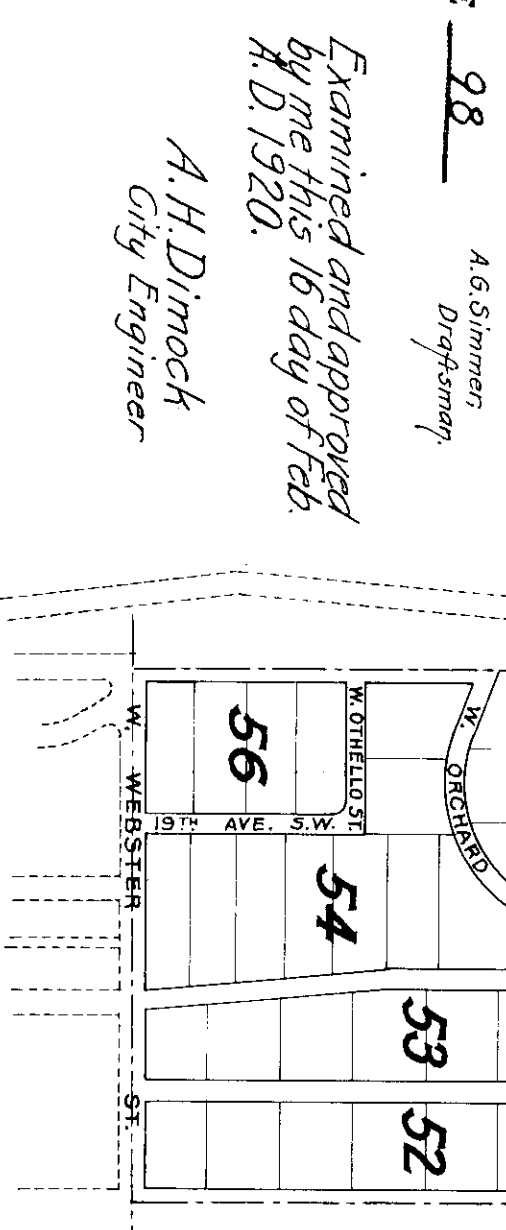 98
A.G. Simmer,
Draftsman.
Examined and approved
by me this 16 day of Feb.
A.D. 1920.
A.H. Dimock
City Engineer
W. ORCHARD
W. OTHELLO ST.
56
19TH AVE. S.W.
54
53
52
W. WEBSTER ST.